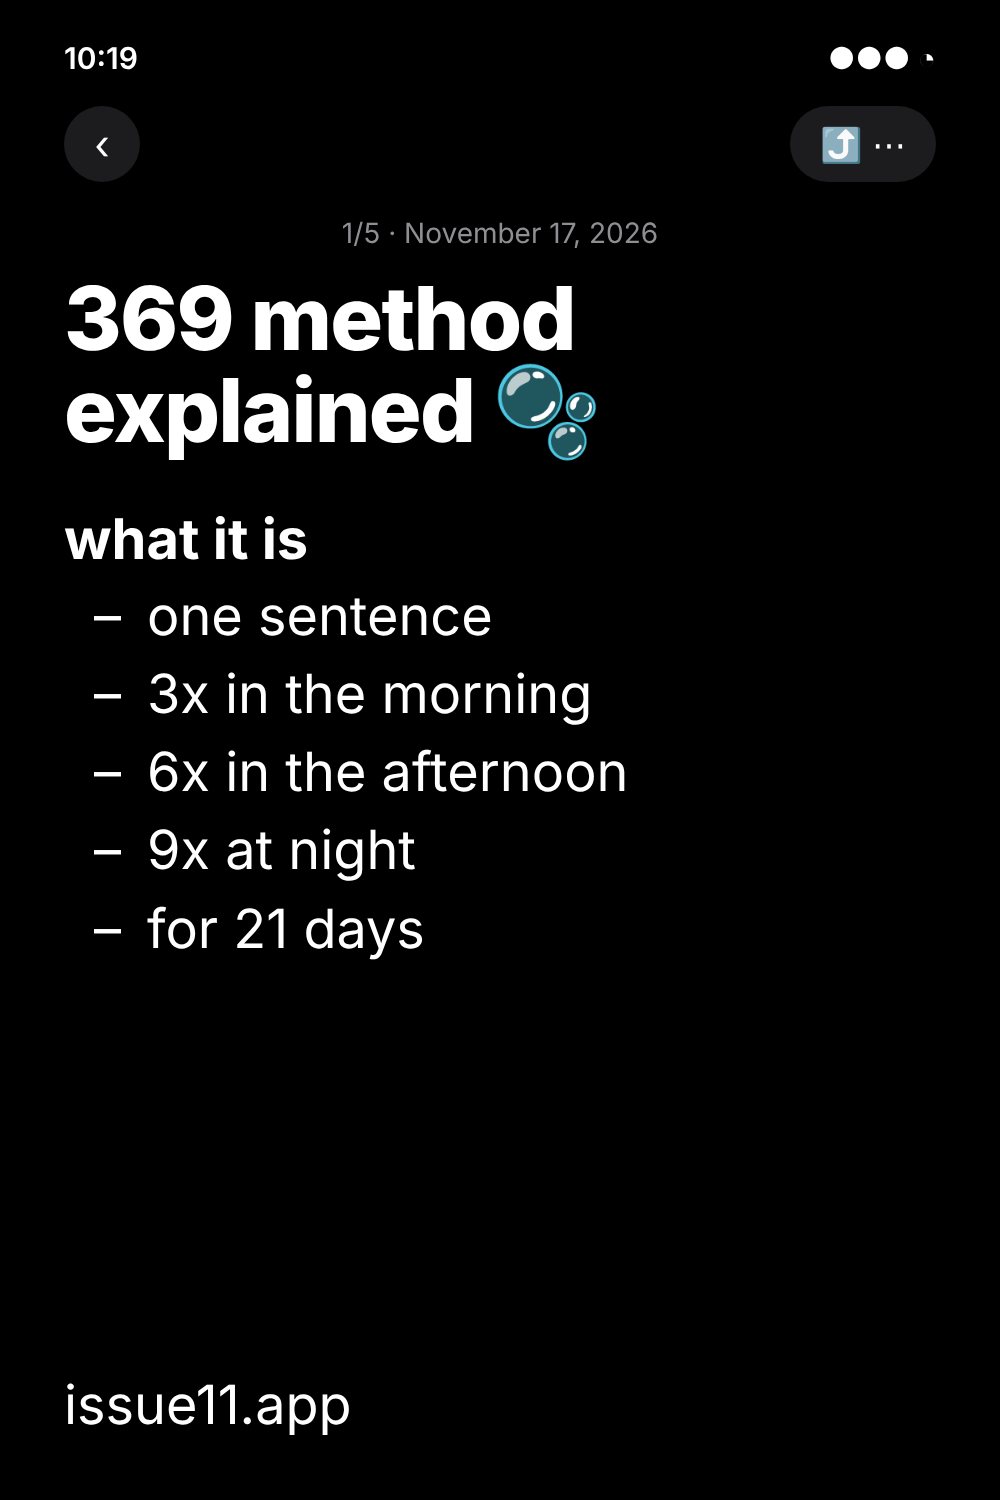 10:19
1/5 · November 17, 2026
369 method
explained 🫧
what it is
– one sentence
– 3x in the morning
– 6x in the afternoon
– 9x at night
– for 21 days
issue11.app